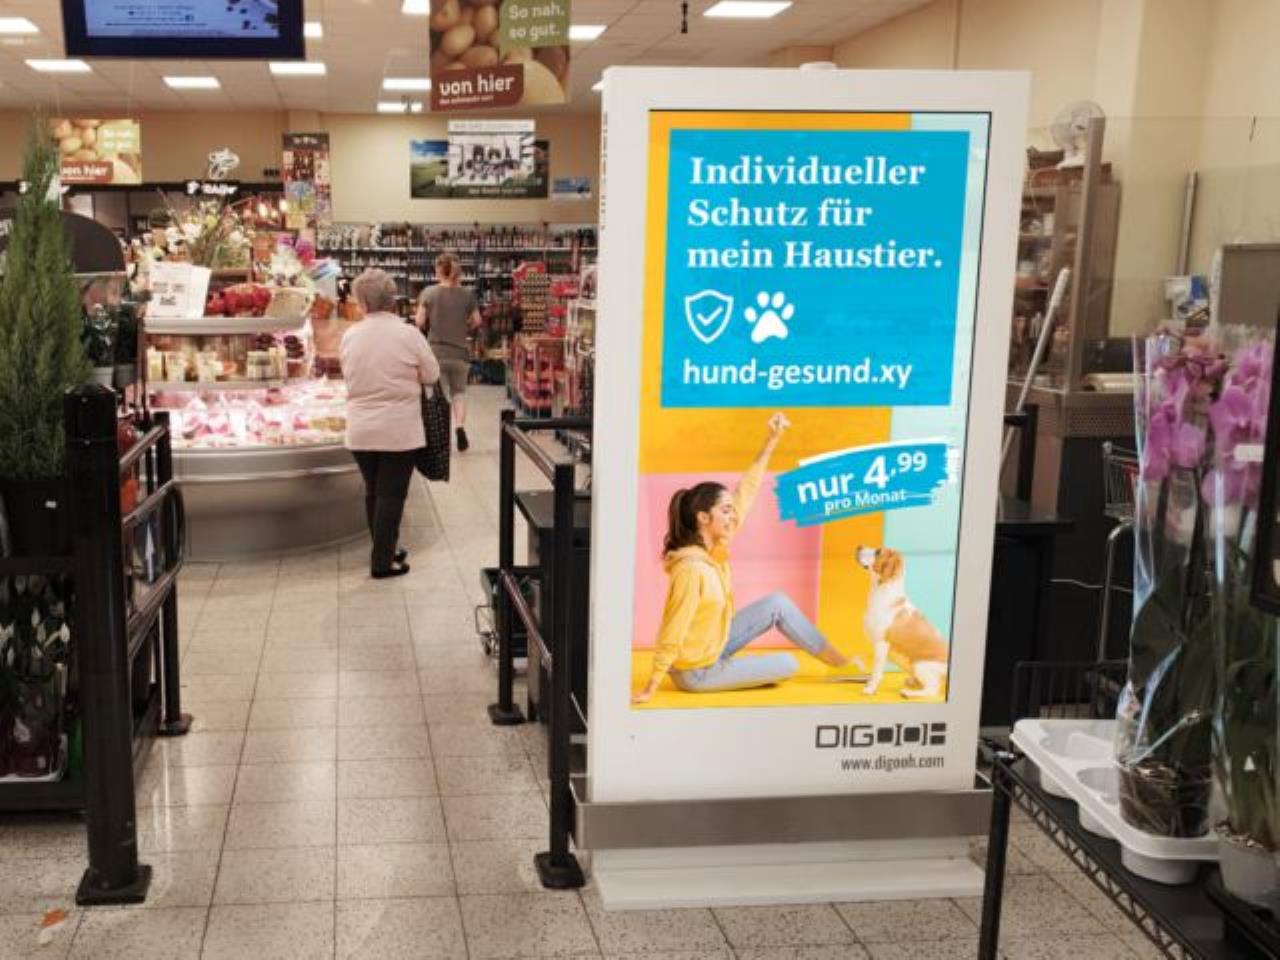 So nah,
so gut.
von hier
von hier
Individueller
Schutz für
mein Haustier.
hund-gesund.xy
nur 4.99
pro Monat
DIGOOH
www.digooh.com